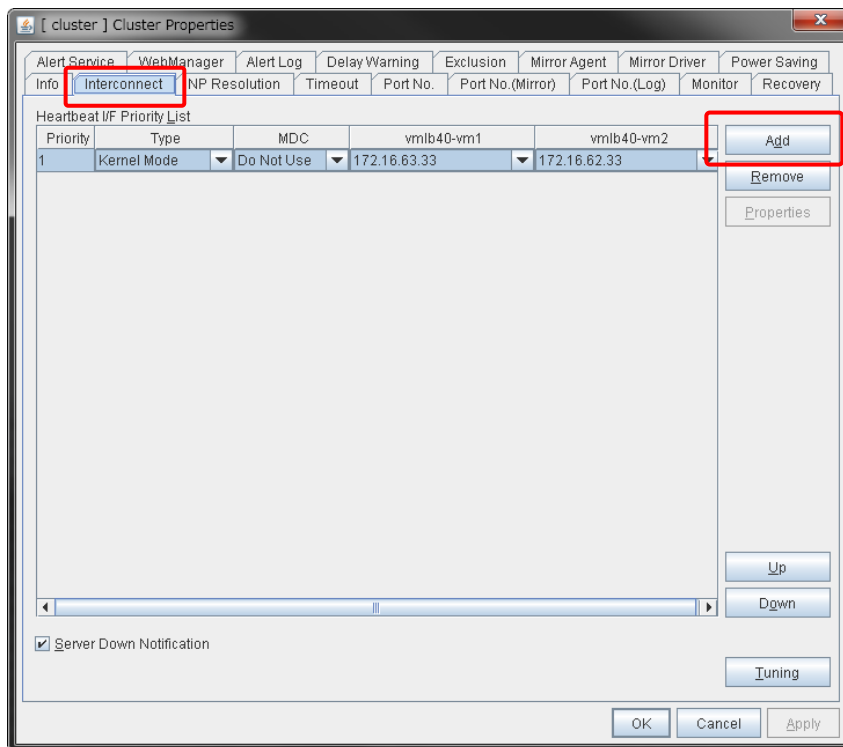 [ cluster ] Cluster Properties
x
Alert Service WebManager Alert Log Delay Warning Exclusion Mirror Agent Mirror Driver Power Saving
Info Interconnect NP Resolution Timeout Port No. Port No.(Mirror) Port No.(Log) Monitor Recovery
Heartbeat I/F Priority List
Priority Type MDC vmlb40-vm1 vmlb40-vm2
1 Kernel Mode Do Not Use 172.16.63.33 172.16.62.33
Add
Remove
Properties
Up
Down
Server Down Notification
Tuning
OK Cancel Apply